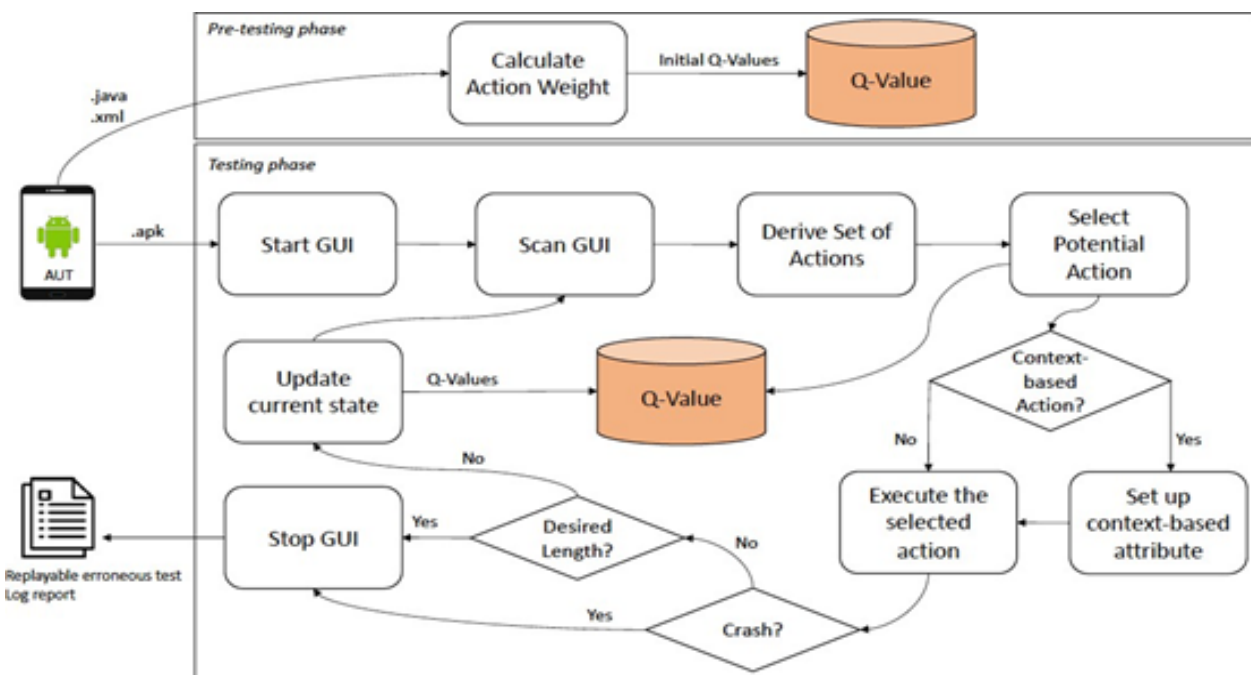 Pre-testing phase
Calculate
Action Weight
Initial Q-Values
Q-Value
.java
.xml
Testing phase
AUT
.apk
Start GUI
Scan GUI
Derive Set of
Actions
Select
Potential
Action
Update
current state
Q-Values
Q-Value
Context-
based
Action?
No
Yes
No
Execute the
selected
action
Set up
context-based
attribute
Stop GUI
Yes
Desired
Length?
No
Replayable erroneous test
Log report
Yes
Crash?